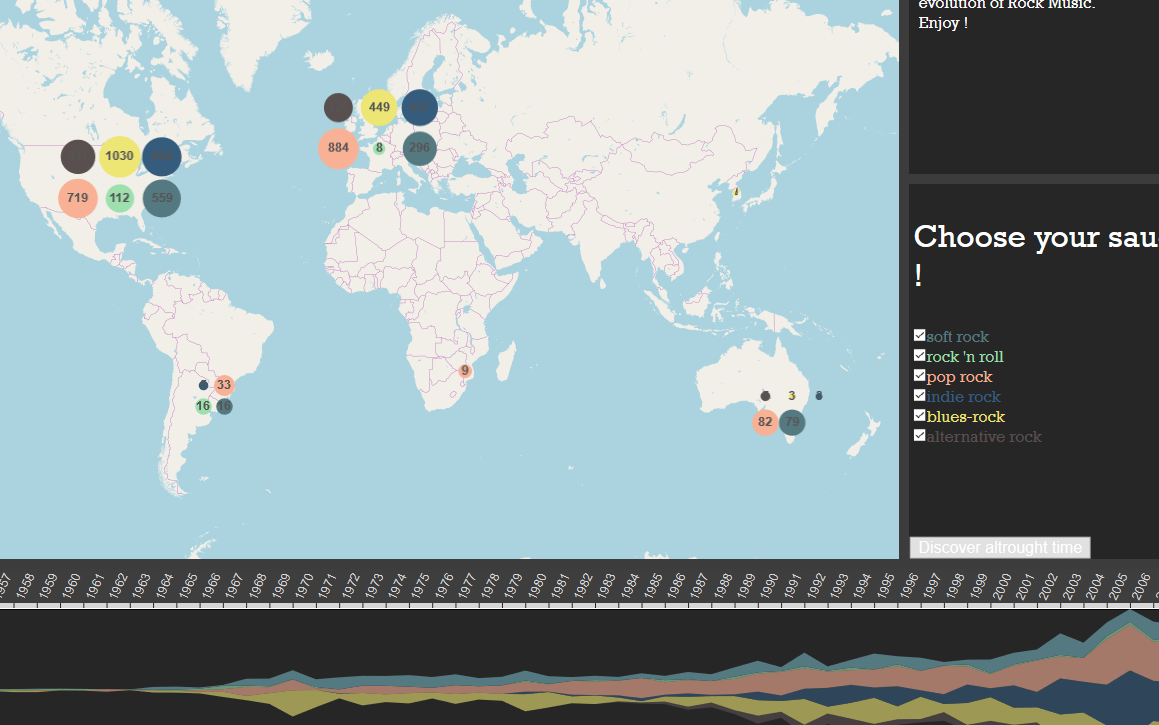 evolution of Rock Music.
Enjoy !
449
884
8
296
1030
719
112
559
33
16
16
9
3
82
79
Choose your sau
!
soft rock
rock 'n roll
pop rock
indie rock
blues-rock
alternative rock
Discover altrought time
1958 1959 1960 1961 1962 1963 1964 1965 1966 1967 1968 1969 1970 1971 1972 1973 1974 1975 1976 1977 1978 1979 1980 1981 1982 1983 1984 1985 1986 1987 1988 1989 1990 1991 1992 1993 1994 1995 1996 1997 1998 1999 2000 2001 2002 2003 2004 2005 2006